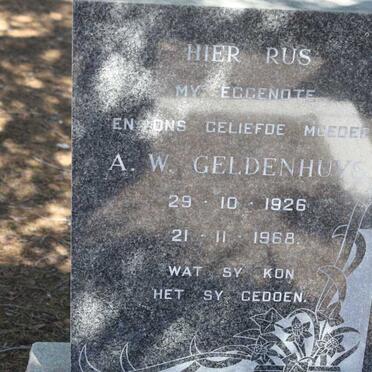 HIER RUS
MY EGGENOTE
EN ONS GELIEFDE MOEDER
A. W. GELDENHUYS
29 · 10 · 1926
21 · 11 · 1968.
WAT SY KON
HET SY GEDOEN.